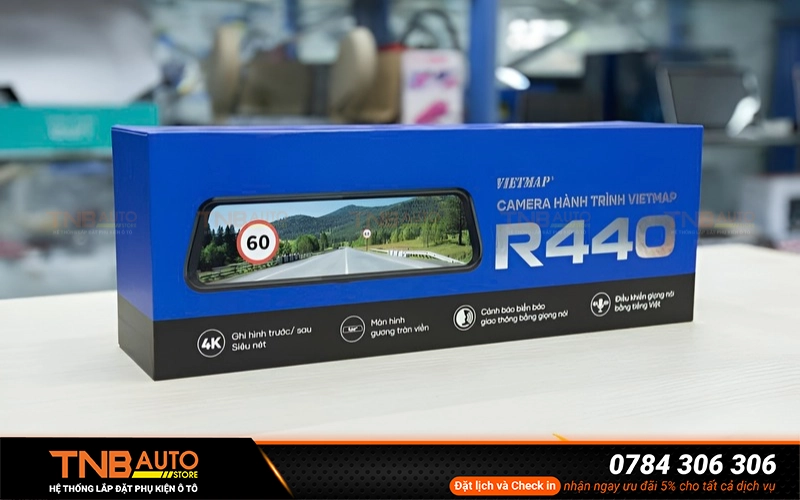 VIETMAP
CAMERA HÀNH TRÌNH VIETMAP
R440
60
4K
Ghi hình trước/ sau
Siêu nét
Màn hình
gương tràn viền
Cảnh báo biển báo
giao thông bằng giọng nói
Điều khiển giọng nói
bằng tiếng Việt
TNB AUTO
TNB AUTO
STORE
HỆ THỐNG LẮP ĐẶT PHỤ KIỆN Ô TÔ
0784 306 306
Đặt lịch và Check in nhận ngay ưu đãi 5% cho tất cả dịch vụ